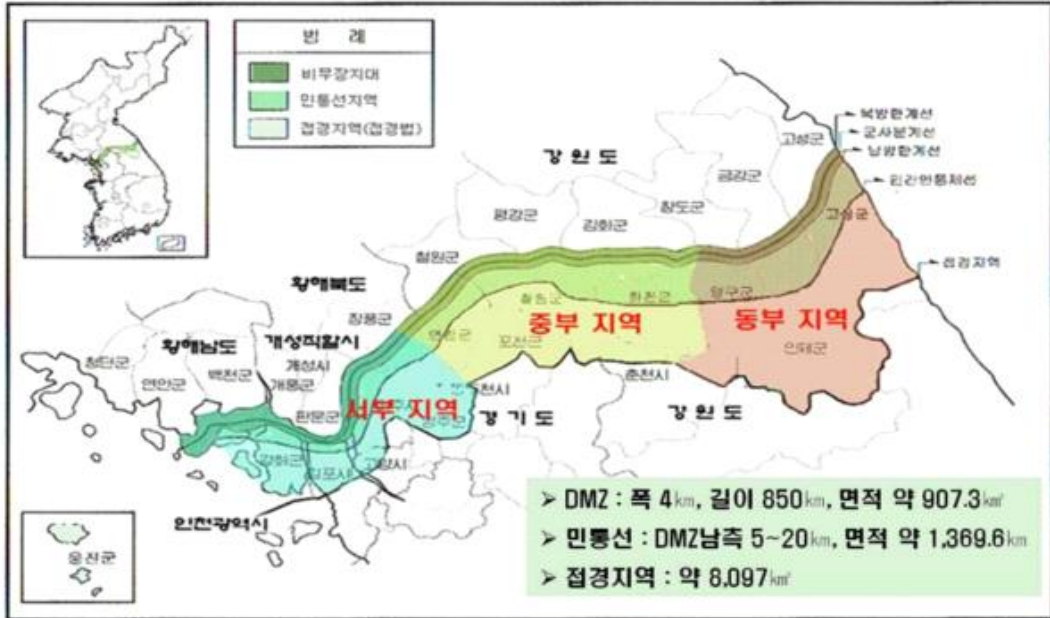 범 례
비무장지대
민통선지역
접경지역(접경법)
강 원 도
고성군
북방한계선
군사분계선
남방한계선
민간인통제선
금강군
창도군
김화군
평강군
철원군
고성군
접경지역
황해북도
장풍군
철원군
화천군
양구군
연천군
중부 지역
동부 지역
포천군
인제군
황해남도
개성직할시
개성시
청단군
연안군
백천군
개풍군
판문군
춘천시
서부 지역
경 기 도
강 원 도
강화군
김포시
고양시
인천광역시
옹진군
➢ DMZ : 폭 4km, 길이 850km, 면적 약 907.3km²
➢ 민통선 : DMZ남측 5~20km, 면적 약 1,369.6km
➢ 접경지역 : 약 8,097km²